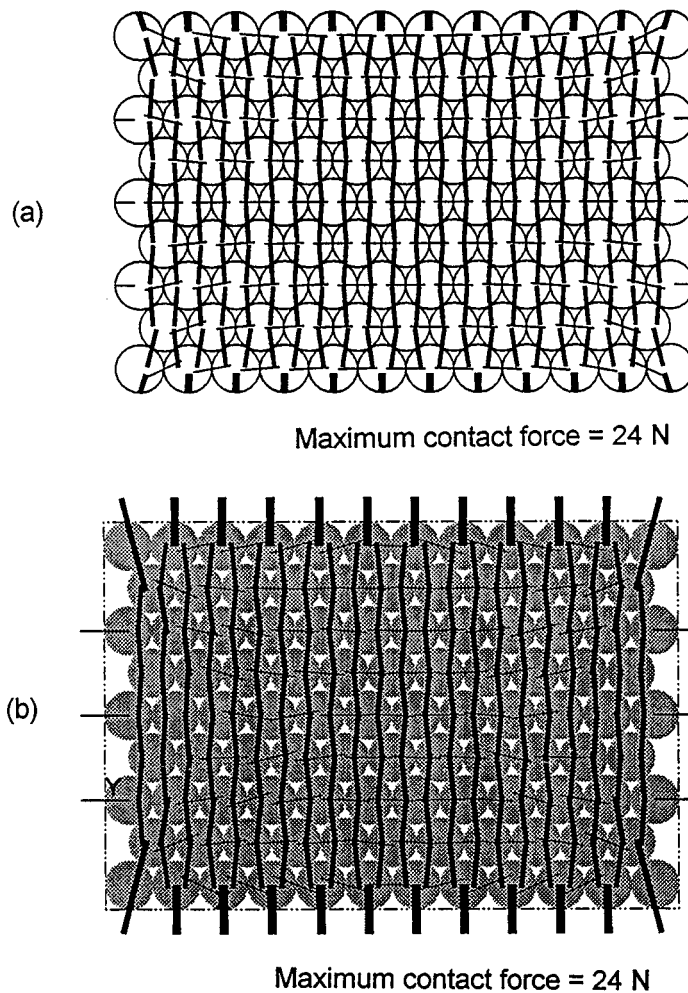 (a)
Maximum contact force = 24 N
(b)
Y
Maximum contact force = 24 N